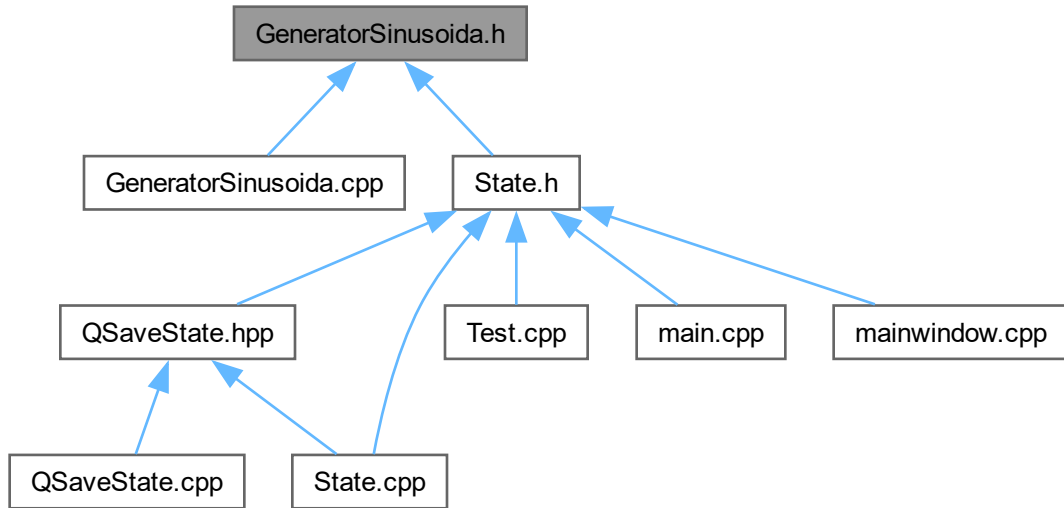 GeneratorSinusoida.h
GeneratorSinusoida.cpp
State.h
QSaveState.hpp
Test.cpp
main.cpp
mainwindow.cpp
QSaveState.cpp
State.cpp